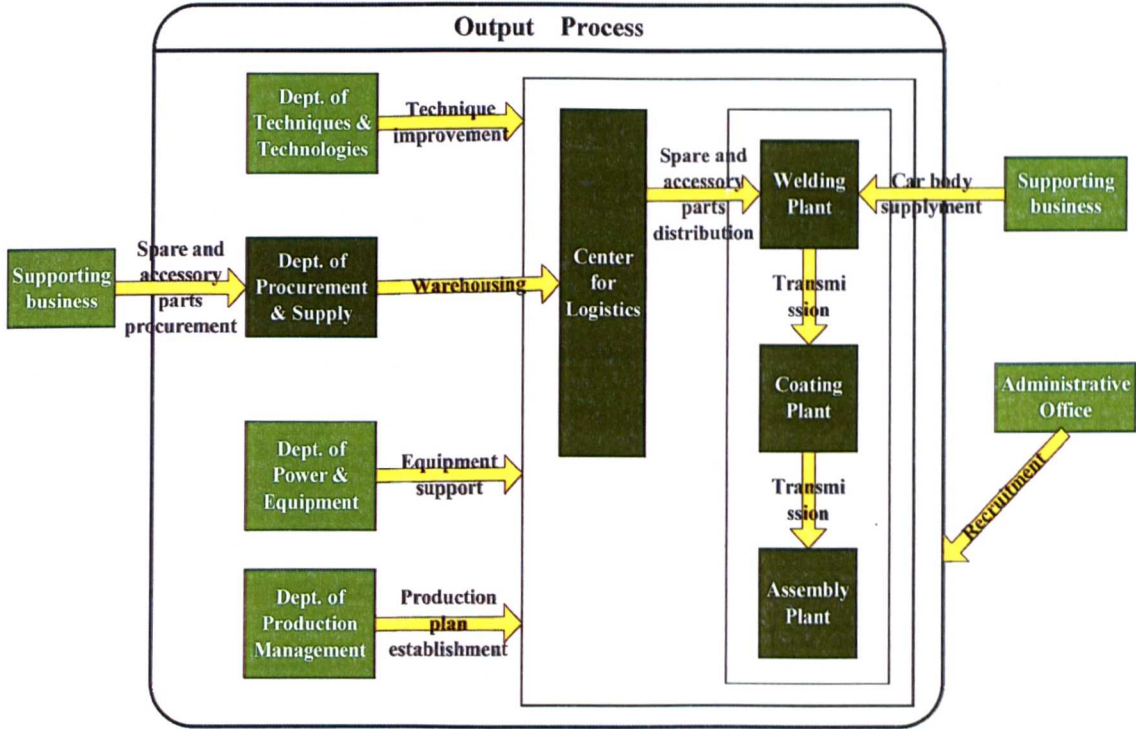 Output Process
Dept. of
Techniques &
Technologies
Technique
improvement
Supporting
business
Spare and
accessory
parts
procurement
Dept. of
Procurement
& Supply
Warehousing
Center
for
Logistics
Spare and
accessory
parts
distribution
Welding
Plant
Car body
supplyment
Supporting
business
Transmi
ssion
Coating
Plant
Transmi
ssion
Assembly
Plant
Administrative
Office
Recruitment
Dept. of
Power &
Equipment
Equipment
support
Dept. of
Production
Management
Production
plan
establishment